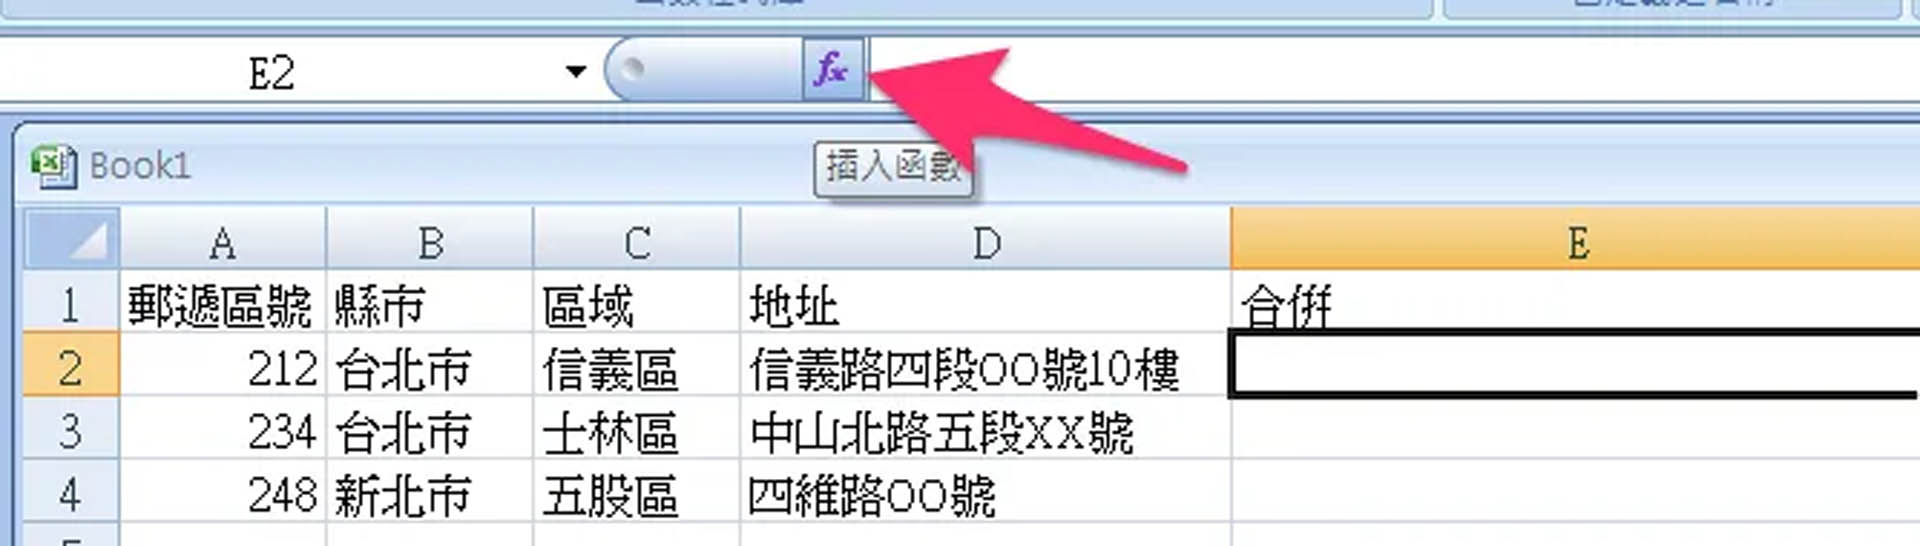 E2 fx
Book1
插入函數
A B C D E
1 郵遞區號 縣市 區域 地址 合併
2 212 台北市 信義區 信義路四段OO號10樓
3 234 台北市 士林區 中山北路五段XX號
4 248 新北市 五股區 四維路OO號